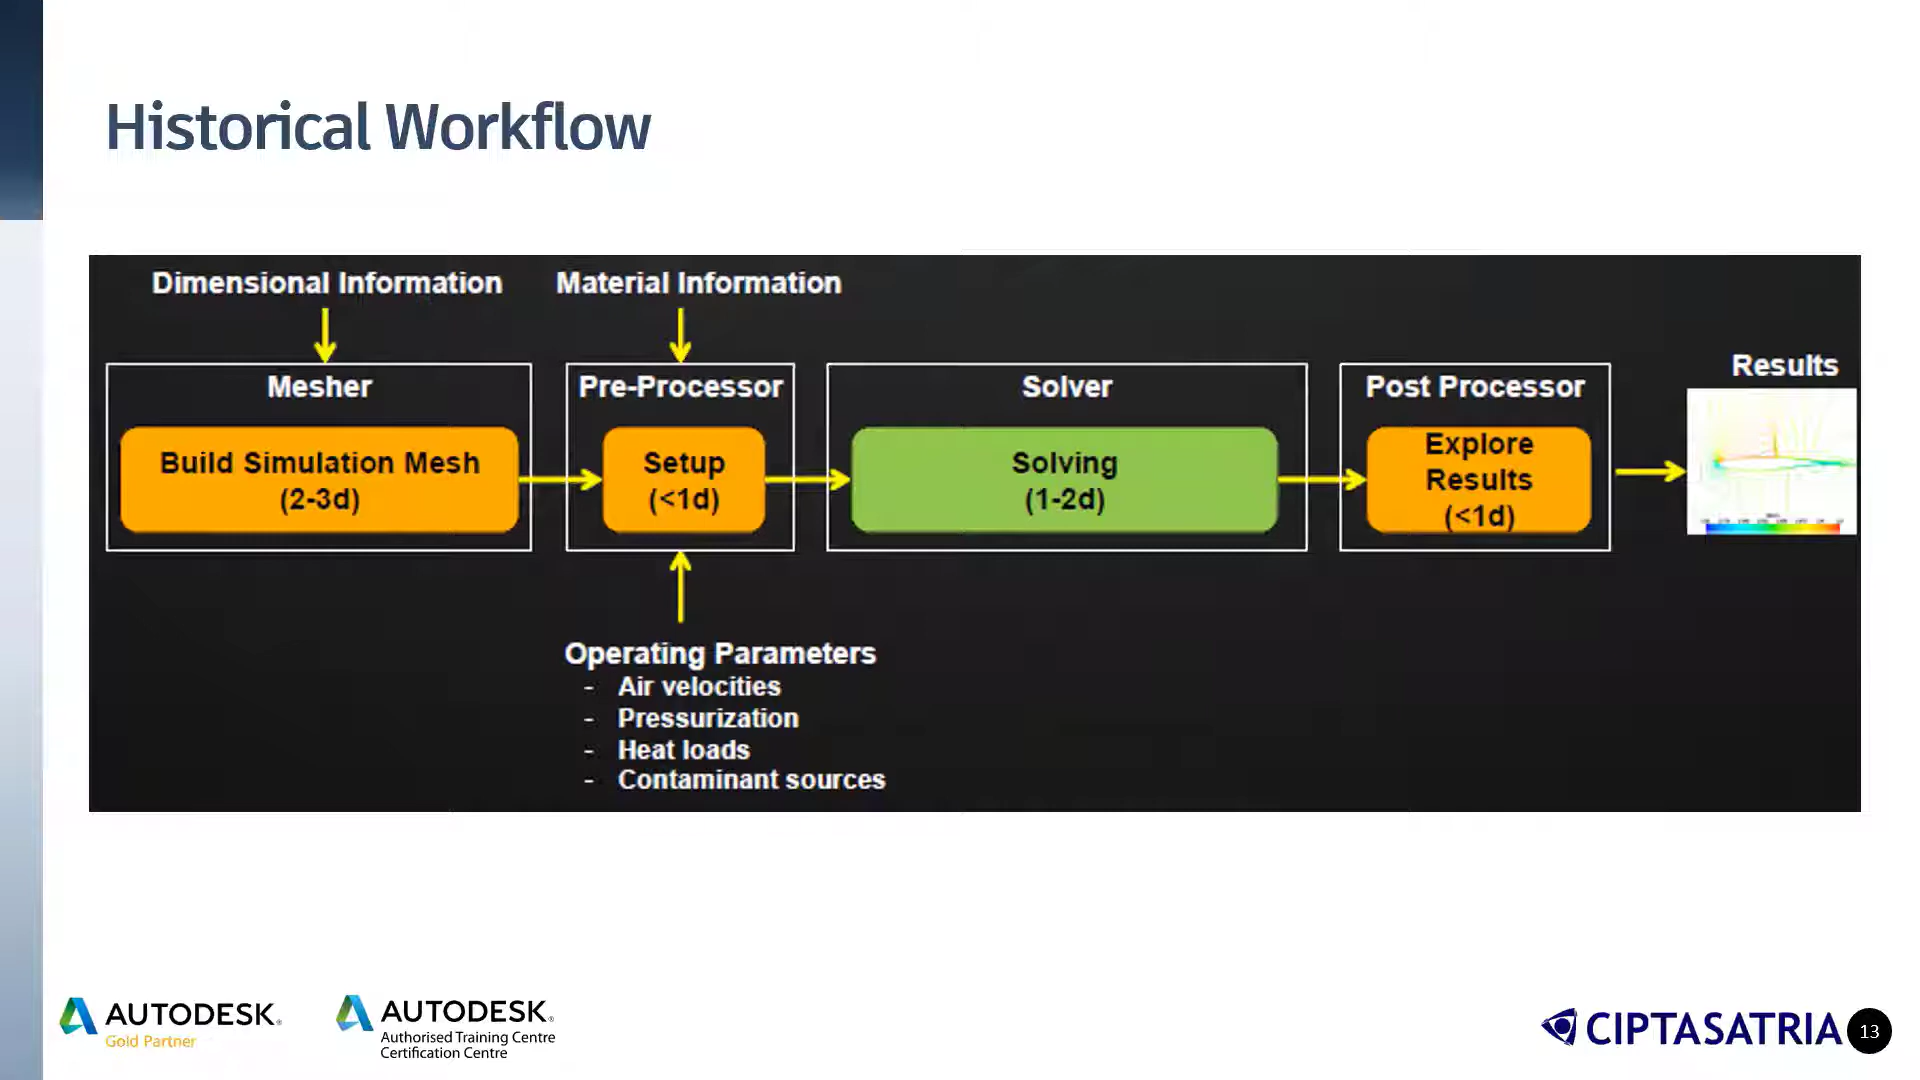 Historical Workflow
Dimensional Information
Material Information
Mesher
Build Simulation Mesh
(2-3d)
Pre-Processor
Setup
(<1d)
Solver
Solving
(1-2d)
Post Processor
Explore
Results
(<1d)
Results
Operating Parameters
- Air velocities
- Pressurization
- Heat loads
- Contaminant sources
AUTODESK®
Gold Partner
AUTODESK®
Authorised Training Centre
Certification Centre
CIPTASATRIA
13